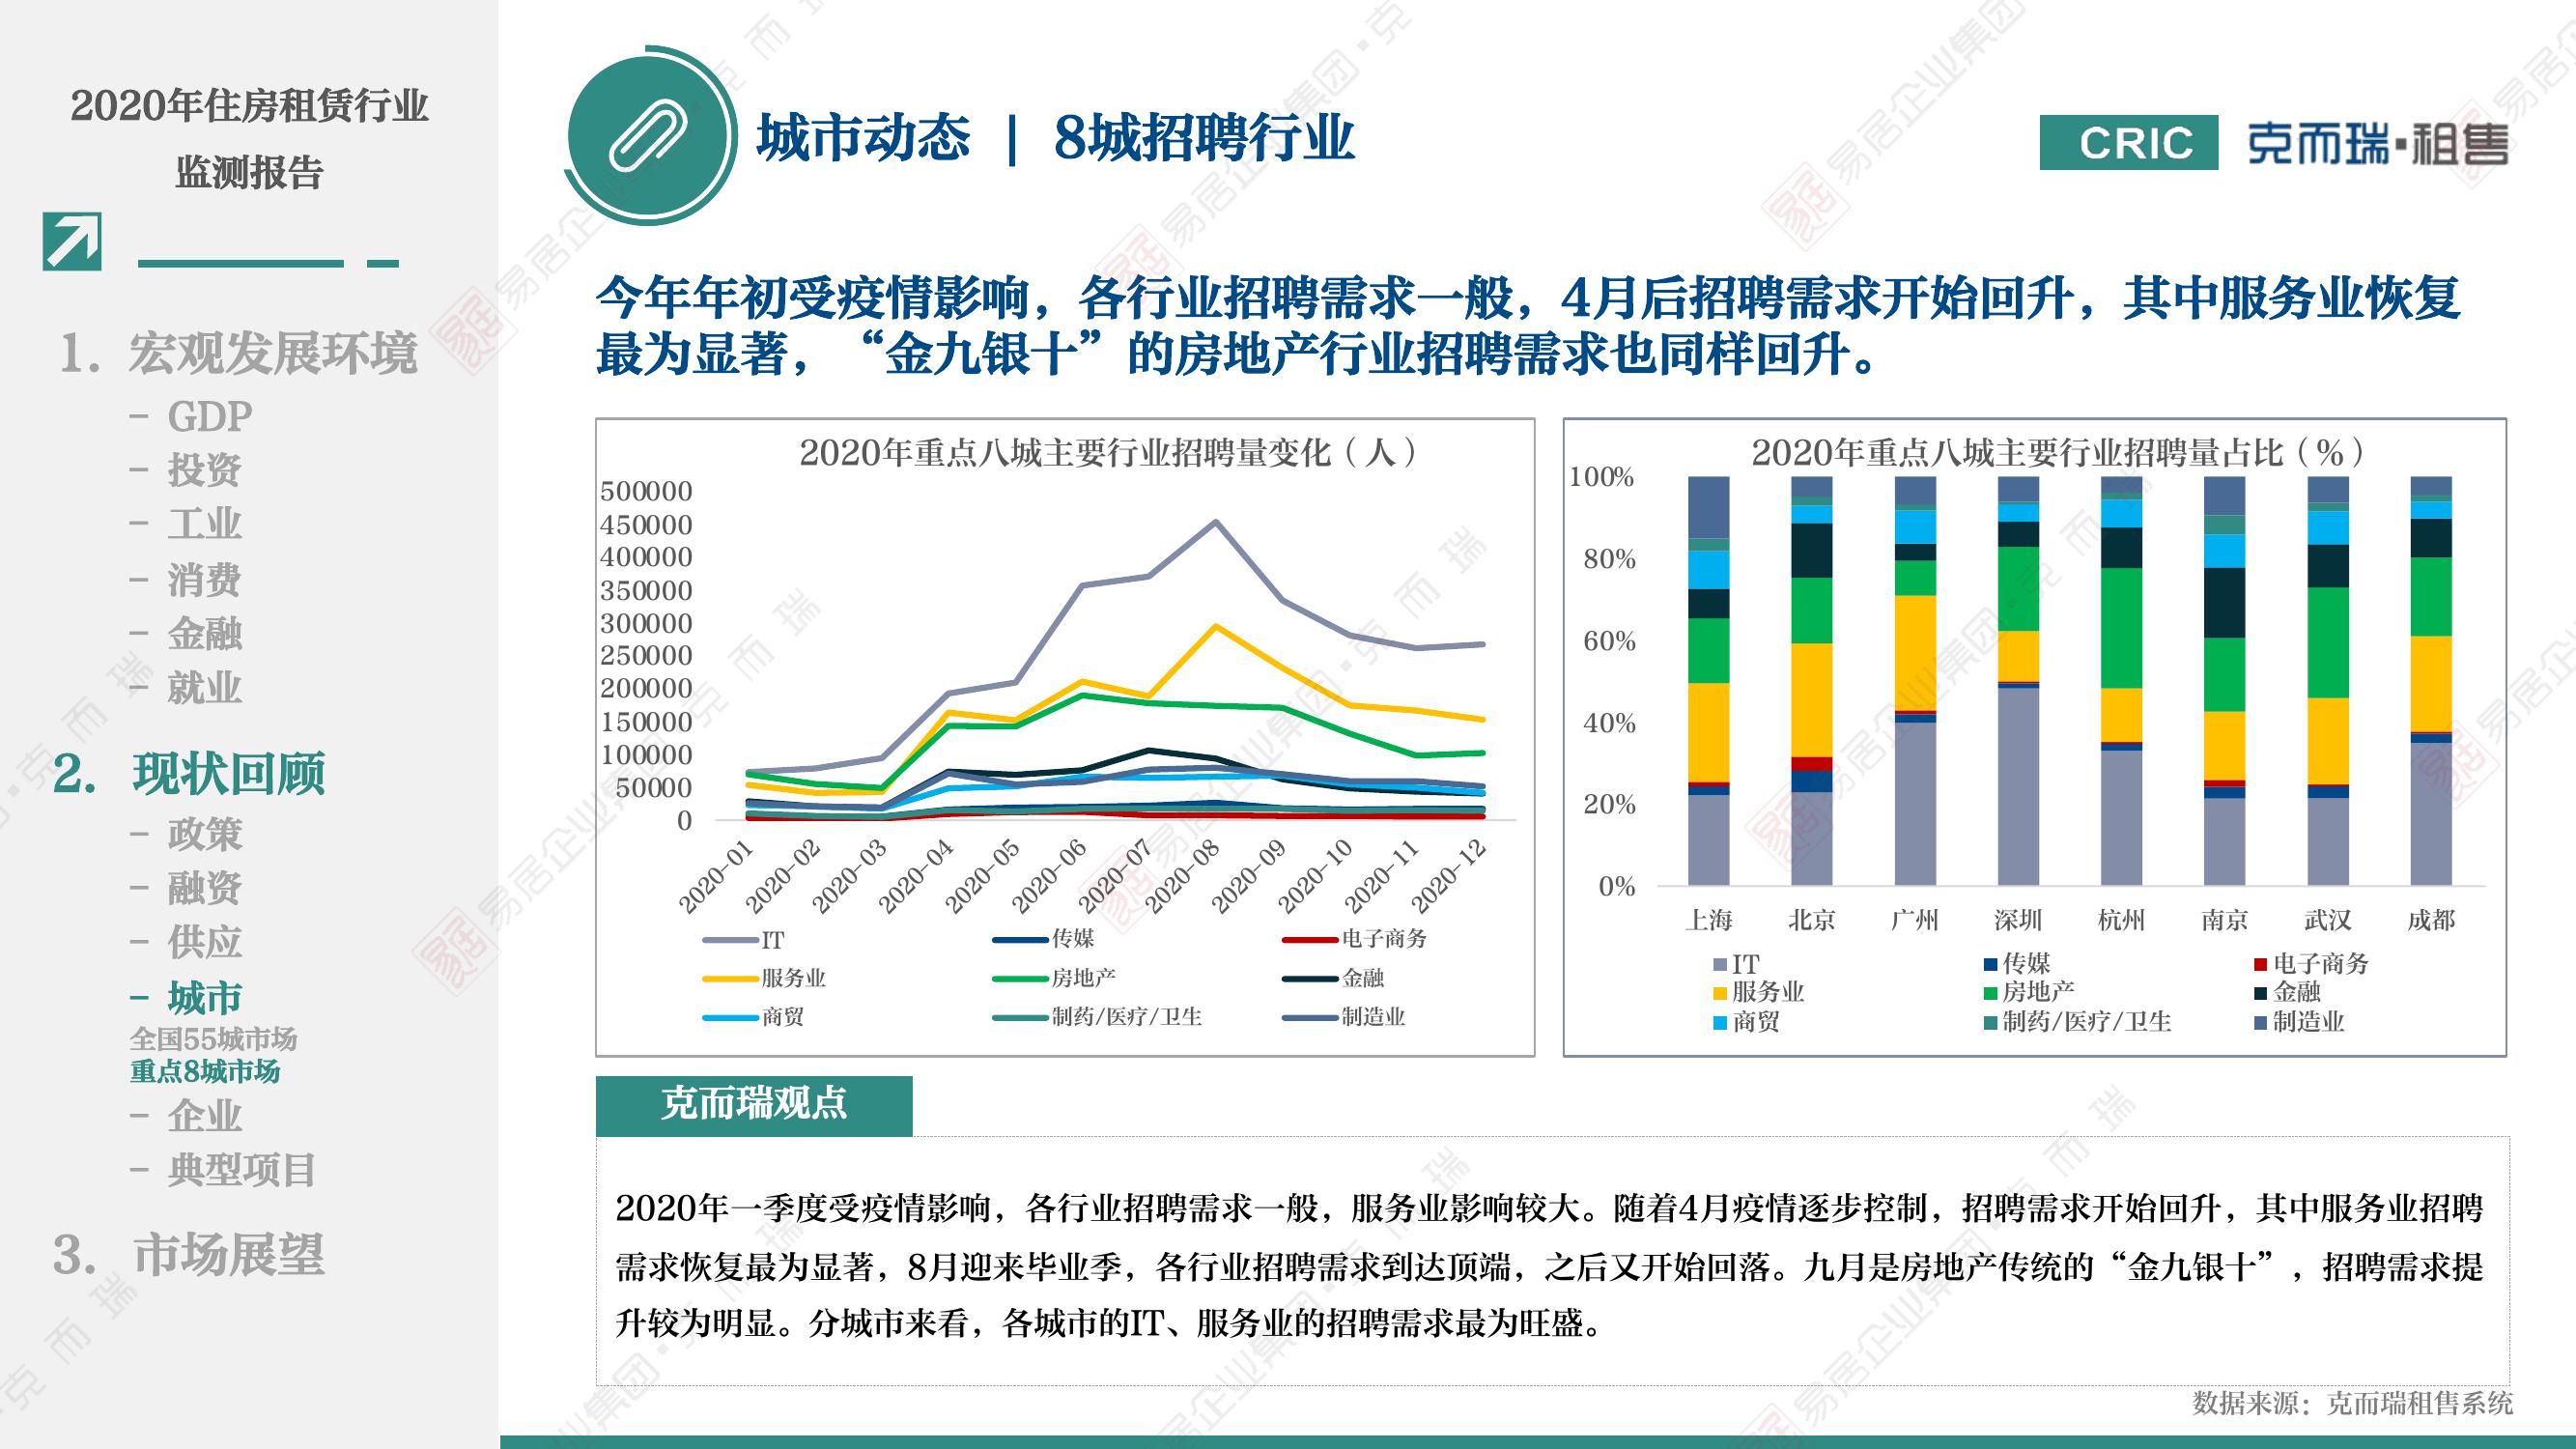 2020年住房租赁行业
监测报告
1. 宏观发展环境
– GDP
– 投资
– 工业
– 消费
– 金融
– 就业
2. 现状回顾
– 政策
– 融资
– 供应
– 城市
全国55城市场
重点8城市场
– 企业
– 典型项目
3. 市场展望
城市动态 | 8城招聘行业
CRIC 克而瑞·租售
今年年初受疫情影响，各行业招聘需求一般，4月后招聘需求开始回升，其中服务业恢复
最为显著，“金九银十”的房地产行业招聘需求也同样回升。
2020年重点八城主要行业招聘量变化（人）
500000
450000
400000
350000
300000
250000
200000
150000
100000
50000
0
2020-01 2020-02 2020-03 2020-04 2020-05 2020-06 2020-07 2020-08 2020-09 2020-10 2020-11 2020-12
IT 传媒 电子商务
服务业 房地产 金融
商贸 制药/医疗/卫生 制造业
2020年重点八城主要行业招聘量占比（%）
100%
80%
60%
40%
20%
0%
上海 北京 广州 深圳 杭州 南京 武汉 成都
IT 传媒 电子商务
服务业 房地产 金融
商贸 制药/医疗/卫生 制造业
克而瑞观点
2020年一季度受疫情影响，各行业招聘需求一般，服务业影响较大。随着4月疫情逐步控制，招聘需求开始回升，其中服务业招聘
需求恢复最为显著，8月迎来毕业季，各行业招聘需求到达顶端，之后又开始回落。九月是房地产传统的“金九银十”，招聘需求提
升较为明显。分城市来看，各城市的IT、服务业的招聘需求最为旺盛。
数据来源：克而瑞租售系统
易居企业集团·克而瑞